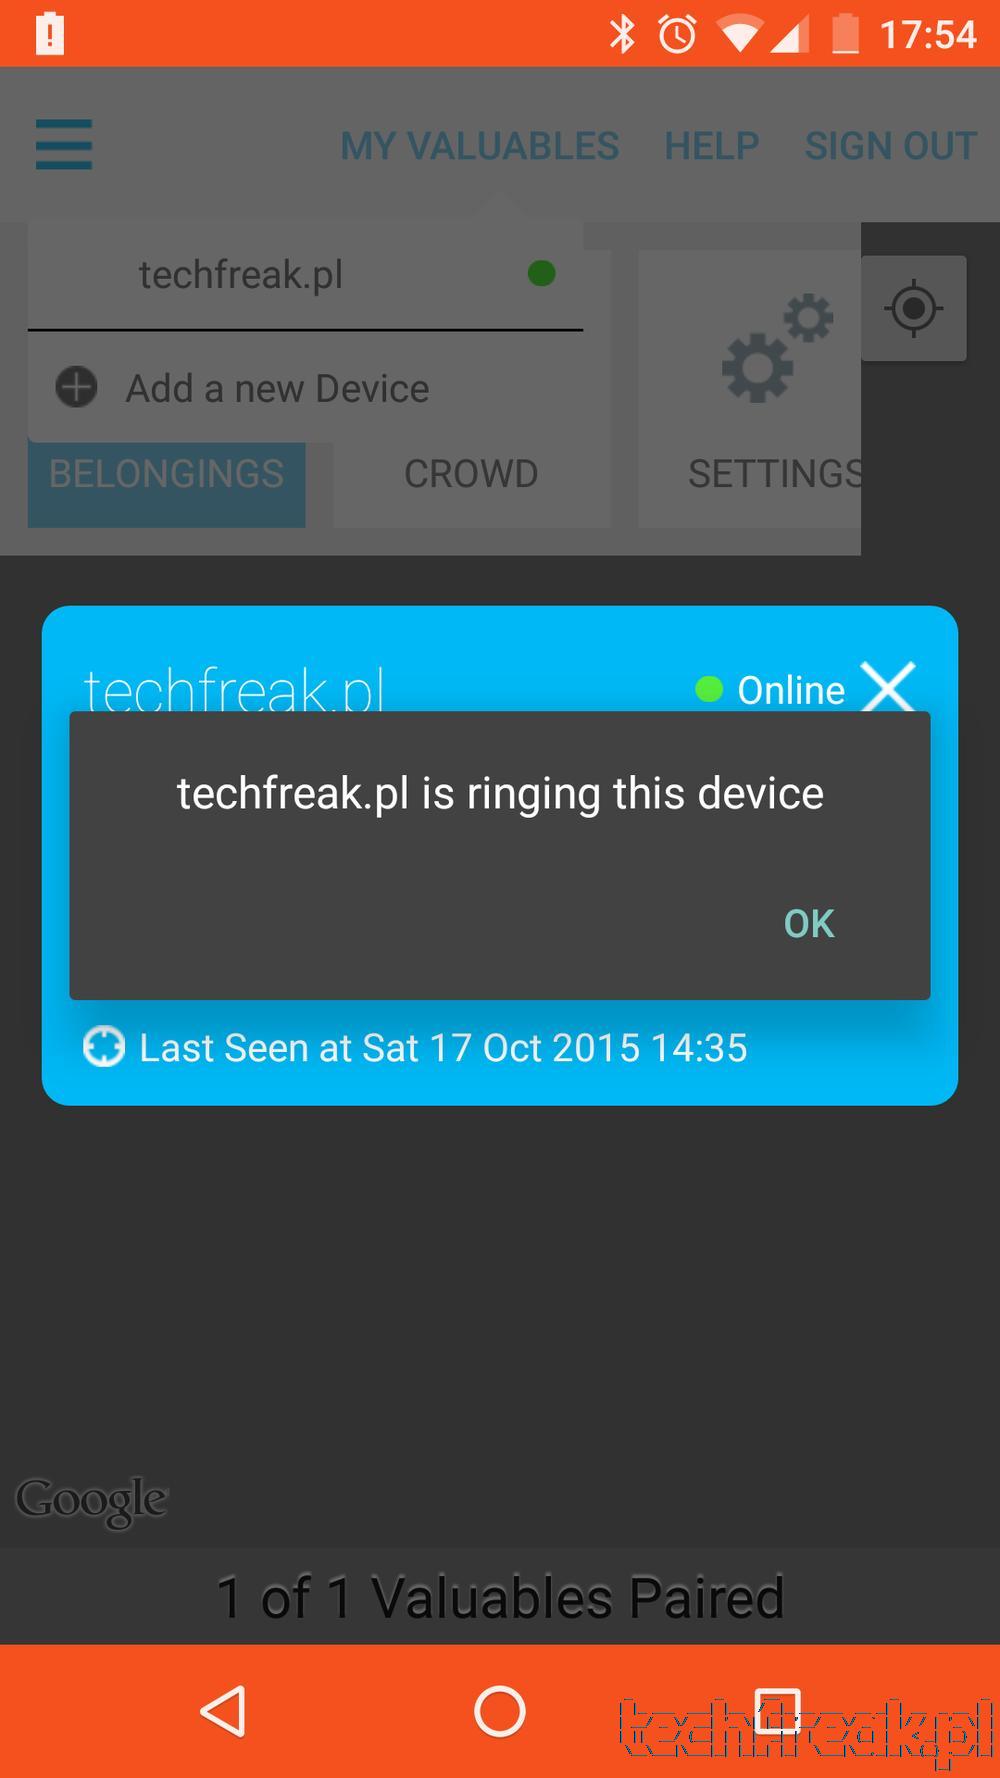 17:54
MY VALUABLES HELP SIGN OUT
techfreak.pl
Add a new Device
BELONGINGS CROWD SETTINGS
techfreak.pl Online
techfreak.pl is ringing this device
OK
Last Seen at Sat 17 Oct 2015 14:35
Google
1 of 1 Valuables Paired
techfreak.pl